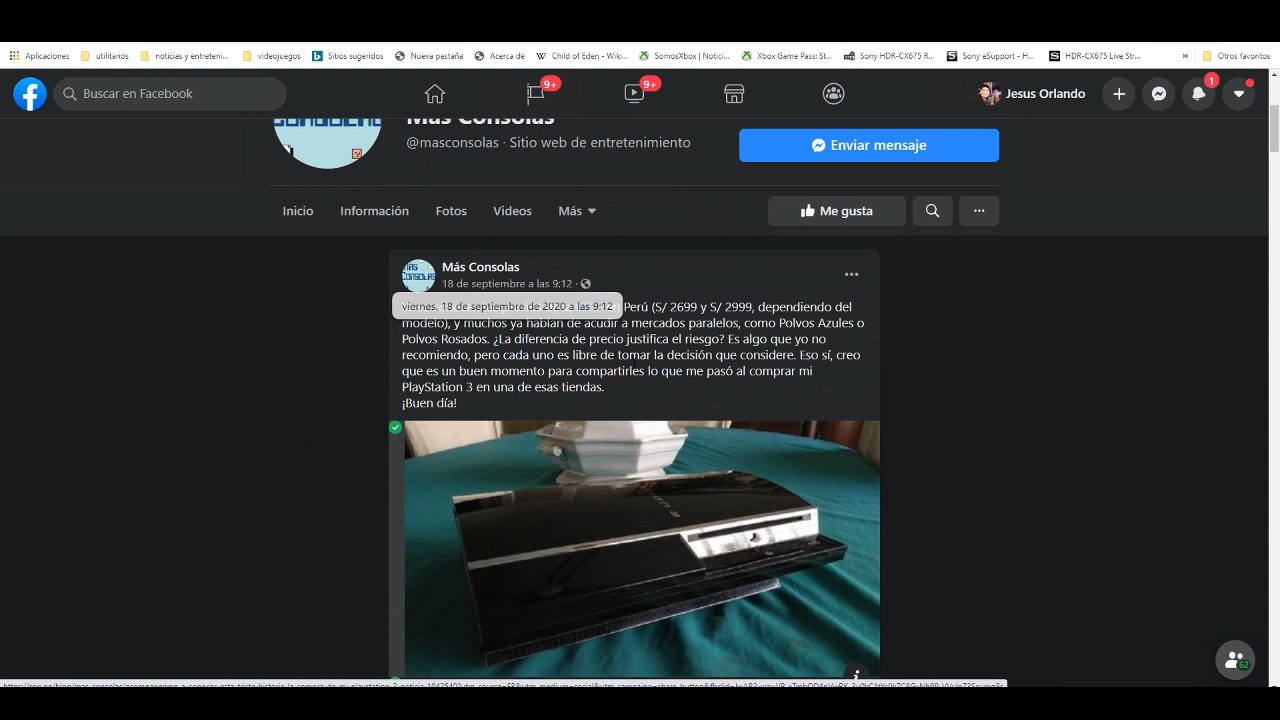 Aplicaciones utilitarios noticias y entreteni... videojuegos Sitios sugeridos Nueva pestaña Acerca de Child of Eden - Wiki... SomosXbox | Notici... Xbox Game Pass: St... Sony HDR-CX675 R... Sony eSupport - H... HDR-CX675 Live Str... » Otros favoritos
Buscar en Facebook 9+ 9+ Jesus Orlando 1
Más Consolas
@masconsolas · Sitio web de entretenimiento
Enviar mensaje
Inicio Información Fotos Videos Más Me gusta
Más Consolas
18 de septiembre a las 9:12 ·
viernes, 18 de septiembre de 2020 a las 9:12
Perú (S/ 2699 y S/ 2999, dependiendo del
modelo), y muchos ya hablan de acudir a mercados paralelos, como Polvos Azules o
Polvos Rosados. ¿La diferencia de precio justifica el riesgo? Es algo que yo no
recomiendo, pero cada uno es libre de tomar la decisión que considere. Eso sí, creo
que es un buen momento para compartirles lo que me pasó al comprar mi
PlayStation 3 en una de esas tiendas.
¡Buen día!
62